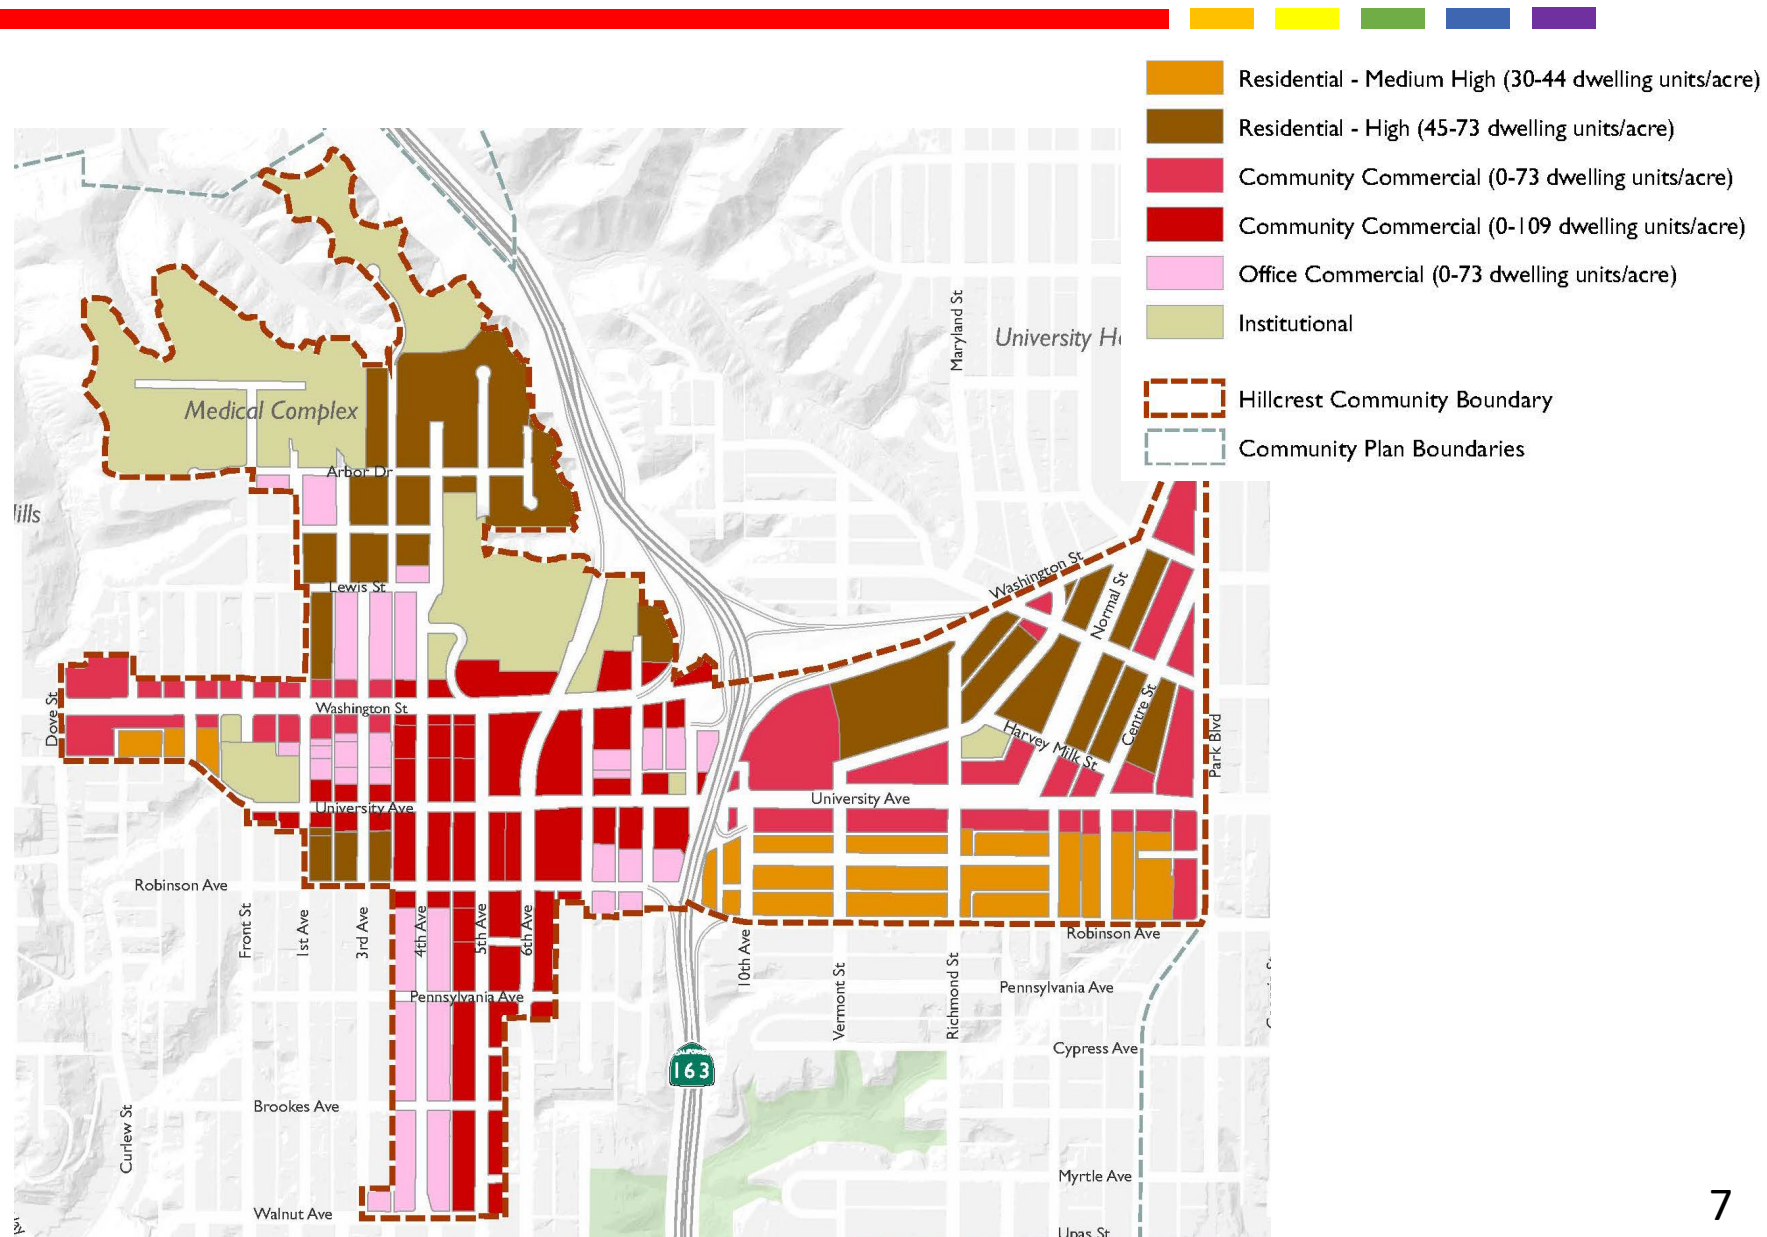 Residential - Medium High (30-44 dwelling units/acre)
Residential - High (45-73 dwelling units/acre)
Community Commercial (0-73 dwelling units/acre)
Community Commercial (0-109 dwelling units/acre)
Office Commercial (0-73 dwelling units/acre)
Institutional
Hillcrest Community Boundary
Community Plan Boundaries
Maryland St
University He
Medical Complex
Arbor Dr
ills
Lewis St
Washington St
Normal St
Dove St
Washington St
Centre St
Harvey Milk St
Park Blvd
University Ave
University Ave
Robinson Ave
Front St
1st Ave
3rd Ave
4th Ave
5th Ave
6th Ave
10th Ave
Robinson Ave
Vermont St
Richmond St
Pennsylvania Ave
Pennsylvania Ave
CALIFORNIA
163
Cypress Ave
Brookes Ave
Curlew St
Myrtle Ave
Walnut Ave
Upas St
7